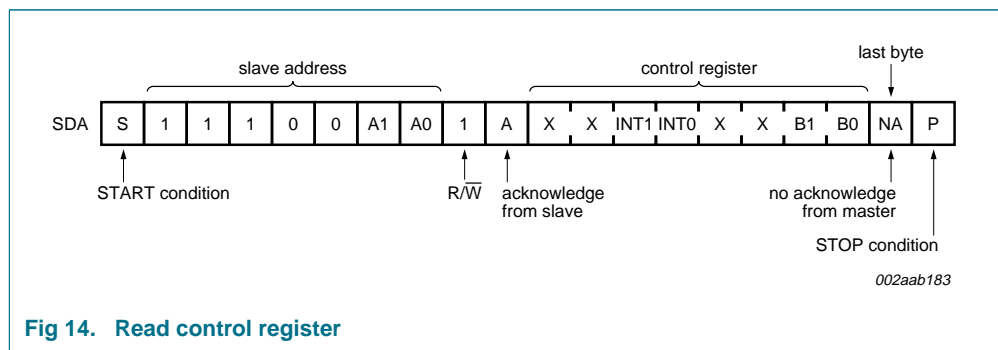 last byte
slave address control register
SDA S 1 1 1 0 0 A1 A0 1 A X X INT1 INT0 X X B1 B0 NA P
START condition R/W̅ acknowledge no acknowledge
from slave from master
STOP condition
002aab183
Fig 14. Read control register